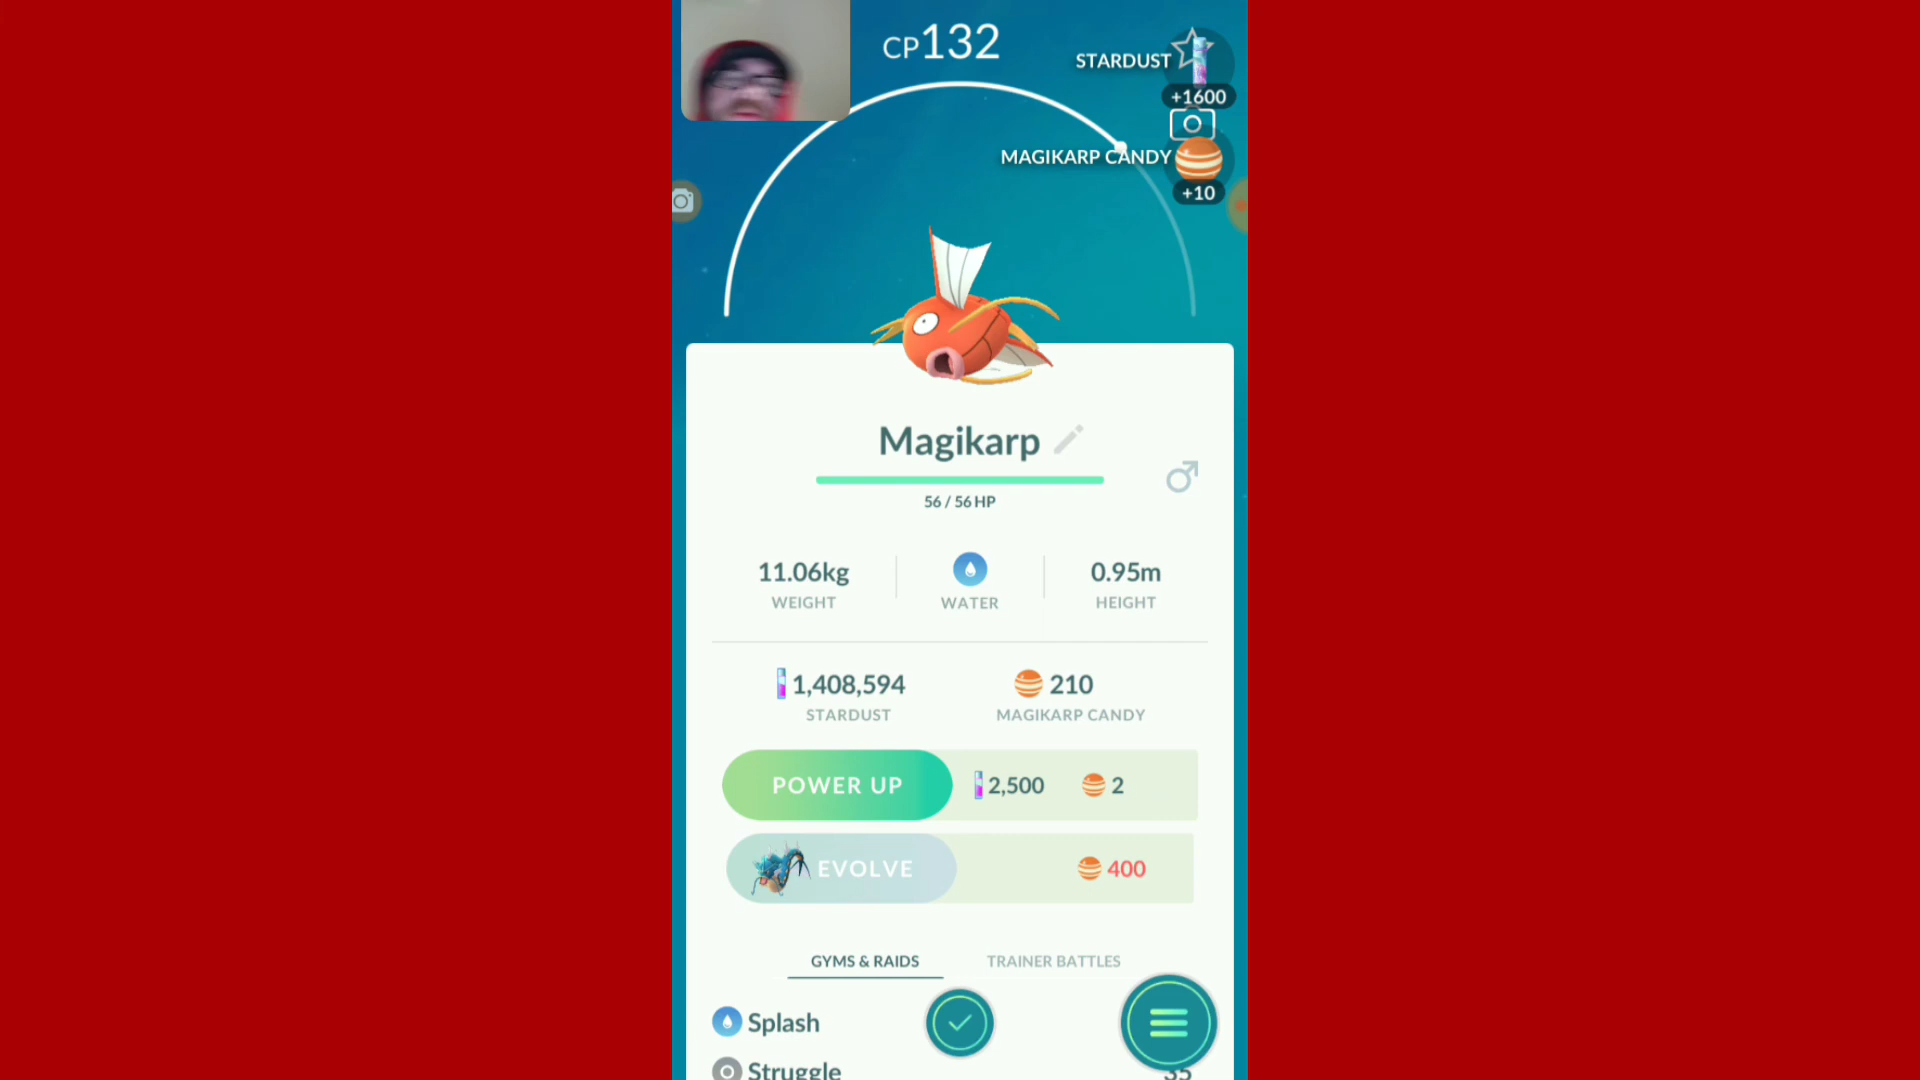 CP132
STARDUST
+1600
MAGIKARP CANDY
+10
Magikarp
56 / 56 HP
11.06kg
WEIGHT
WATER
0.95m
HEIGHT
1,408,594
STARDUST
210
MAGIKARP CANDY
POWER UP
2,500
2
EVOLVE
400
GYMS & RAIDS
TRAINER BATTLES
Splash
Struggle
35